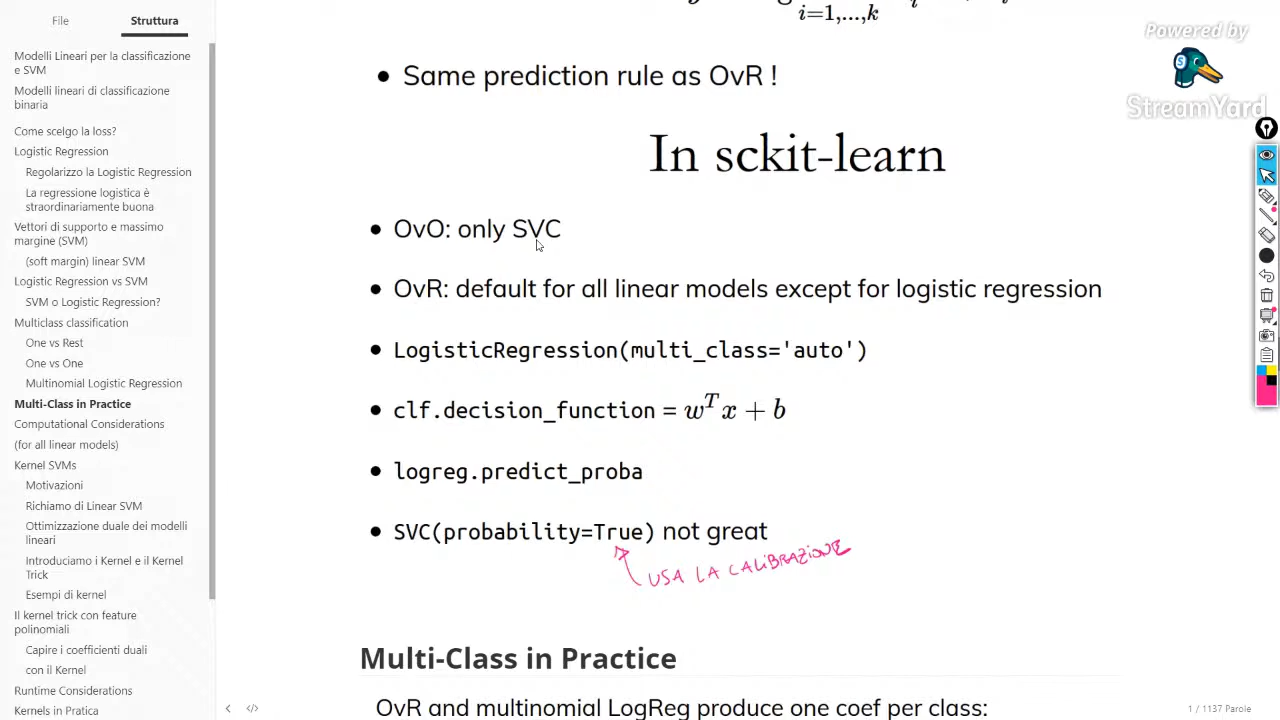 File
Struttura
Modelli Lineari per la classificazione
e SVM
Modelli lineari di classificazione
binaria
Come scelgo la loss?
Logistic Regression
Regolarizzo la Logistic Regression
La regressione logistica è
straordinariamente buona
Vettori di supporto e massimo
margine (SVM)
(soft margin) linear SVM
Logistic Regression vs SVM
SVM o Logistic Regression?
Multiclass classification
One vs Rest
One vs One
Multinomial Logistic Regression
Multi-Class in Practice
Computational Considerations
(for all linear models)
Kernel SVMs
Motivazioni
Richiamo di Linear SVM
Ottimizzazione duale dei modelli
lineari
Introduciamo i Kernel e il Kernel
Trick
Esempi di kernel
Il kernel trick con feature
polinomiali
Capire i coefficienti duali
con il Kernel
Runtime Considerations
Kernels in Pratica
i=1,...,k
• Same prediction rule as OvR !
In sckit-learn
• OvO: only SVC
• OvR: default for all linear models except for logistic regression
• LogisticRegression(multi_class='auto')
• clf.decision_function = w^T x + b
• logreg.predict_proba
• SVC(probability=True) not great
USA LA CALIBRAZIONE
Multi-Class in Practice
OvR and multinomial LogReg produce one coef per class:
Powered by
StreamYard
1 / 1137 Parole